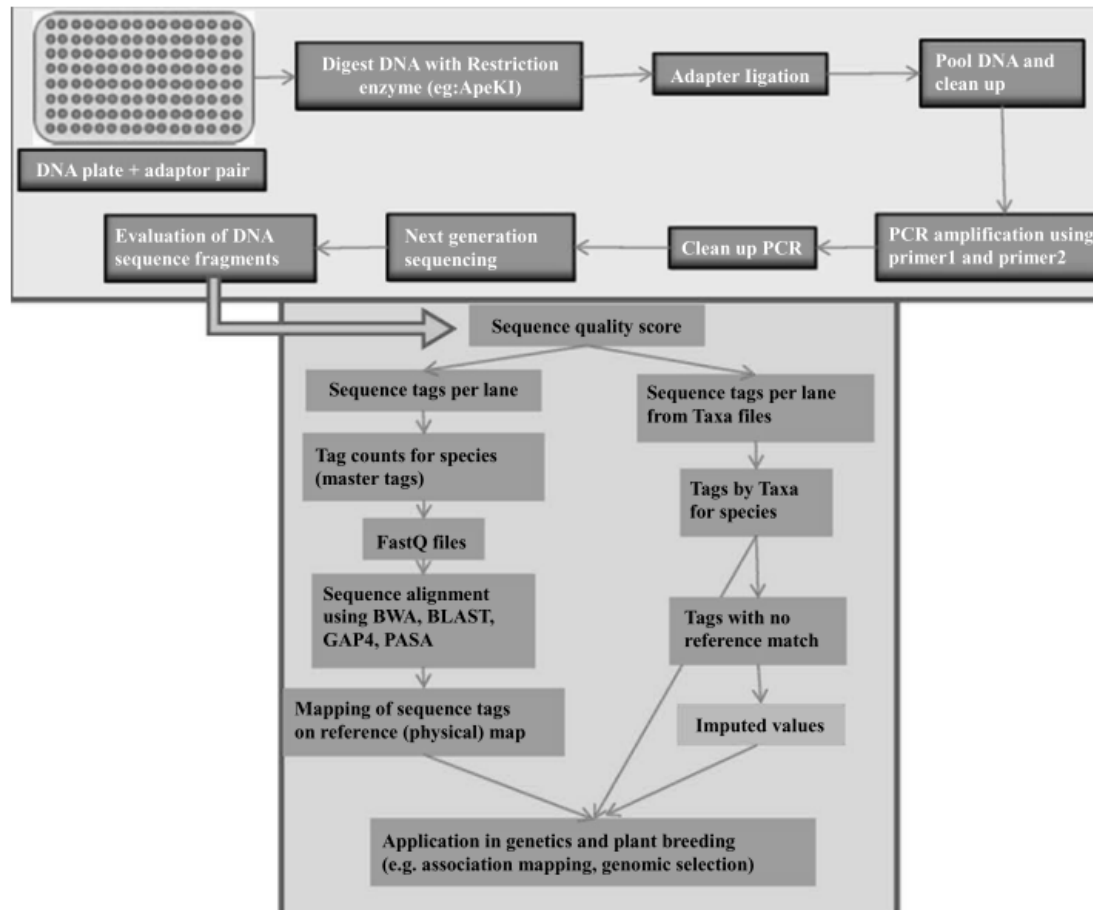 Digest DNA with Restriction
enzyme (eg:ApeKI)
Adapter Iigation
Pool DNA and
clean up
DNA plate + adaptor pair
Evaluation of DNA
sequence fragments
Next generation
sequencing
Clean up PCR
PCR amplification using
primer1 and primer2
Sequence quality score
Sequence tags per lane
Tag counts for species
(master tags)
FastQ files
Sequence alignment
using BWA, BLAST,
GAP4, PASA
Mapping of sequence tags
on reference (physical) map
Sequence tags per lane
from Taxa files
Tags by Taxa
for species
Tags with no
reference match
Imputed values
Application in genetics and plant breeding
(e.g. association mapping, genomic selection)